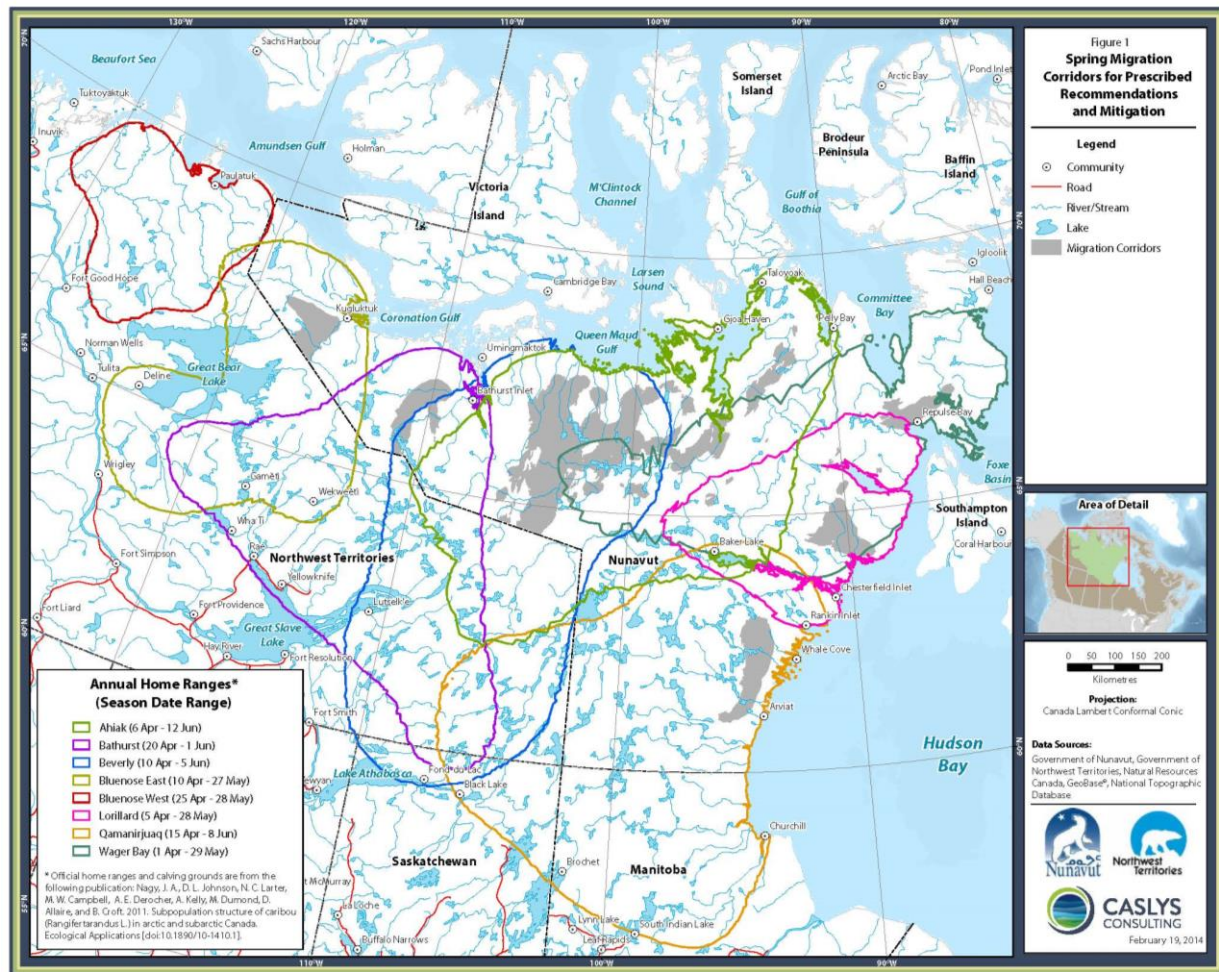 130°W
120°W
110°W
100°W
90°W
80°W
70°N
Beaufort Sea
Sachs Harbour
Tuktoyaktuk
Inuvik
Amundsen Gulf
Holman
Paulatuk
Victoria
Island
M'Clintock
Channel
Somerset
Island
Arctic Bay
Pond Inlet
Brodeur
Peninsula
Baffin
Island
Gulf of
Boothia
70°N
Igloolik
Hall Beach
Fort Good Hope
Kugluktuk
Coronation Gulf
Cambridge Bay
Larsen
Sound
Taloyoak
Committee
Bay
Gjoa Haven
Pelly Bay
Queen Maud
Gulf
Umingmaktok
65°N
Norman Wells
Tulita
Deline
Great Bear
Lake
Bathurst Inlet
Repulse Bay
Foxe
Basin
65°N
Wrigley
Gamèti
Wekweètì
Wha Ti
Rae
Northwest Territories
Yellowknife
Nunavut
Baker Lake
Southampton
Island
Coral Harbour
Fort Simpson
Chesterfield Inlet
Rankin Inlet
Fort Liard
Fort Providence
Lutselk'e
Great Slave
Lake
Hay River
Fort Resolution
Whale Cove
60°N
Arviat
Fort Smith
Hudson
Bay
60°N
Lake Athabasca
Fond-du-Lac
Black Lake
Churchill
Saskatchewan
Brochet
Manitoba
McMurray
La Loche
Lynn Lake
South Indian Lake
Leaf Rapids
Buffalo Narrows
55°N
55°N
110°W
100°W
90°W
Annual Home Ranges*
(Season Date Range)
Ahiak (6 Apr - 12 Jun)
Bathurst (20 Apr - 1 Jun)
Beverly (10 Apr - 5 Jun)
Bluenose East (10 Apr - 27 May)
Bluenose West (25 Apr - 28 May)
Lorillard (5 Apr - 28 May)
Qamanirjuaq (15 Apr - 8 Jun)
Wager Bay (1 Apr - 29 May)
* Official home ranges and calving grounds are from the
following publication: Nagy, J. A., D. L. Johnson, N. C. Larter,
M. W. Campbell, A. E. Derocher, A. Kelly, M. Dumond, D.
Allaire, and B. Croft. 2011. Subpopulation structure of caribou
(Rangifertarandus L.) in arctic and subarctic Canada.
Ecological Applications [doi:10.1890/10-1410.1].
Figure 1
Spring Migration
Corridors for Prescribed
Recommendations
and Mitigation
Legend
Community
Road
River/Stream
Lake
Migration Corridors
Area of Detail
0 50 100 150 200
Kilometres
Projection:
Canada Lambert Conformal Conic
Data Sources:
Government of Nunavut, Government of
Northwest Territories, Natural Resources
Canada, GeoBase®, National Topographic
Database
Nunavut
Northwest
Territories
CASLYS
CONSULTING
February 19, 2014